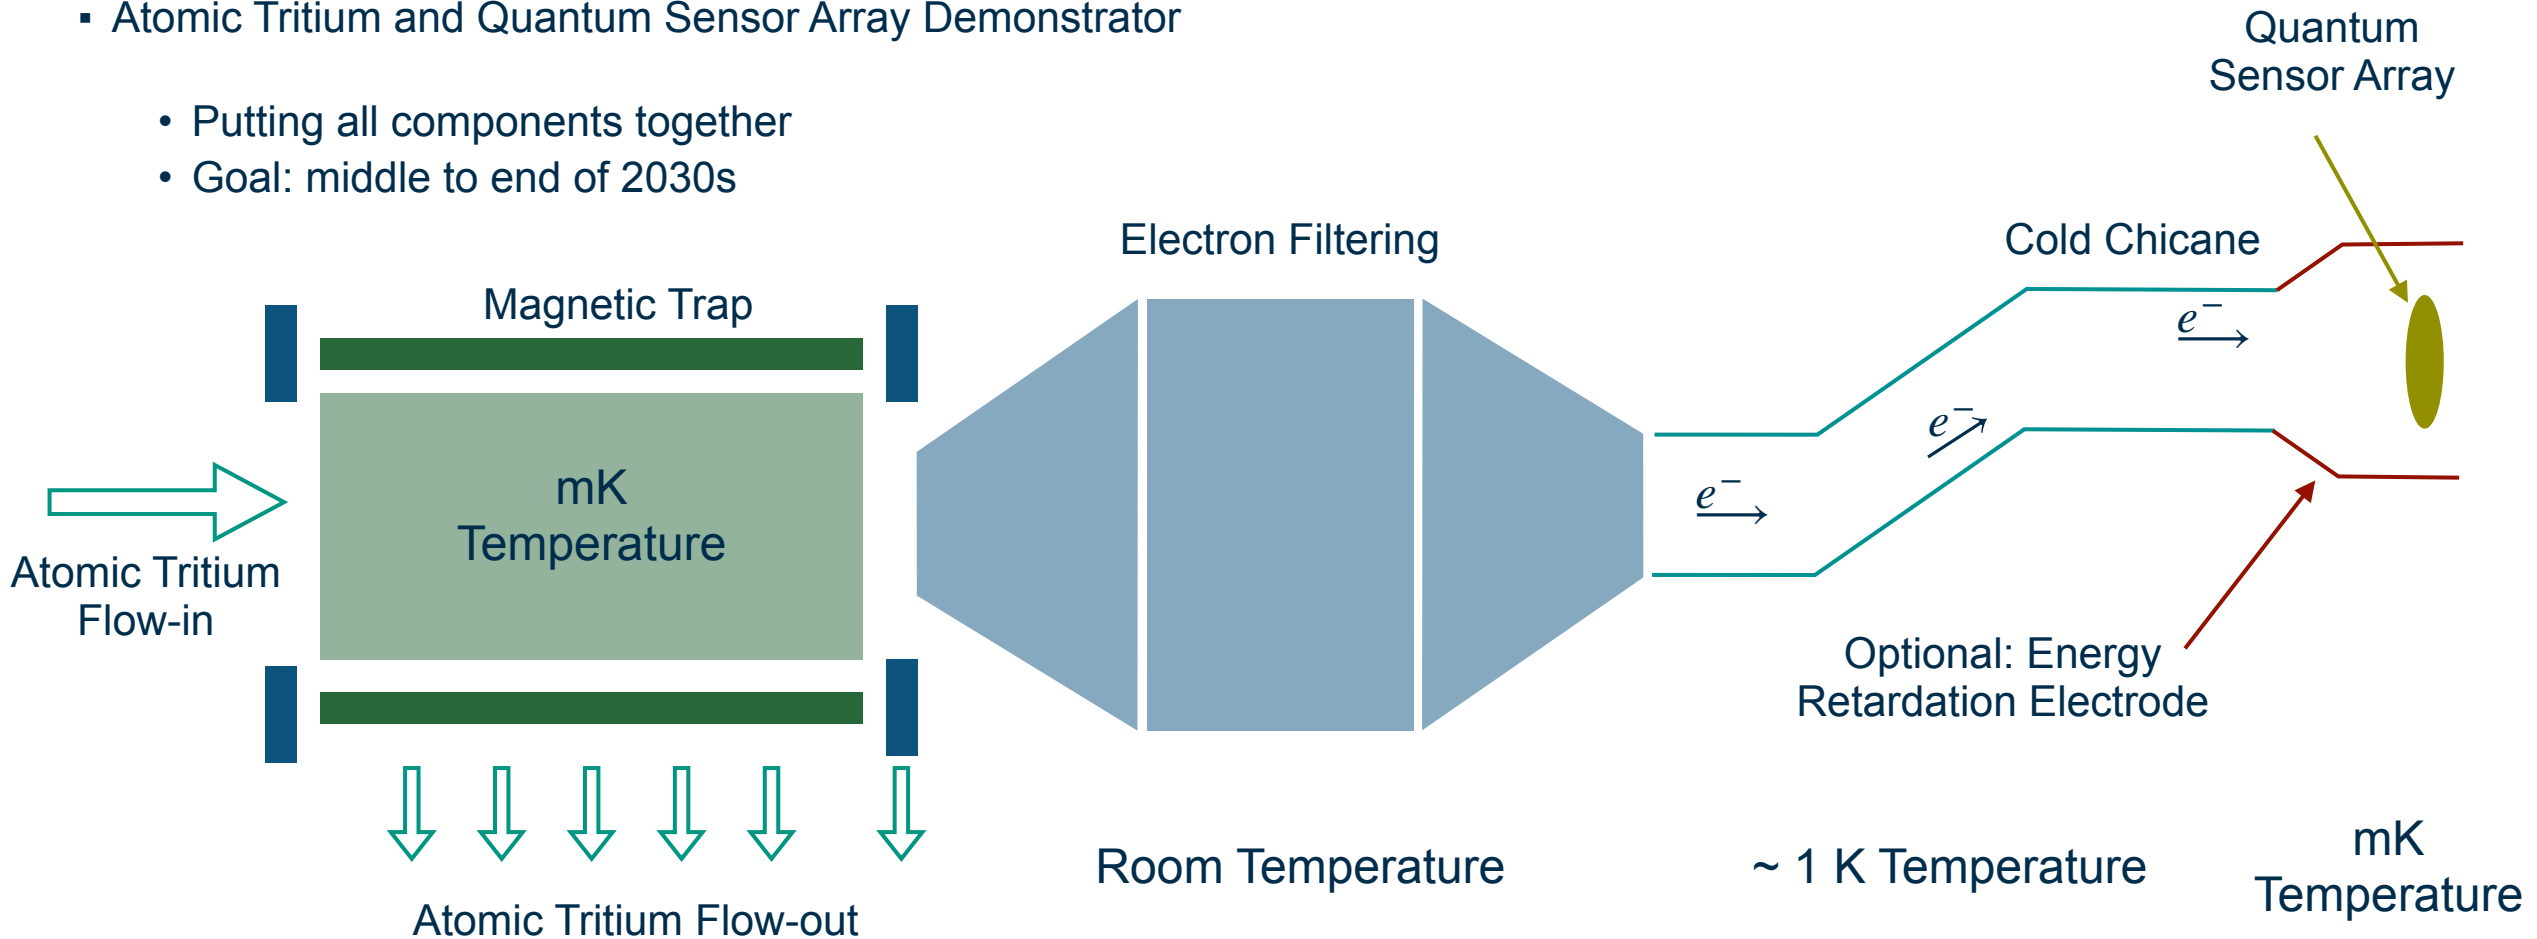 ▪ Atomic Tritium and Quantum Sensor Array Demonstrator
• Putting all components together
• Goal: middle to end of 2030s
Quantum
Sensor Array
Electron Filtering
Cold Chicane
Magnetic Trap
e⁻
e⁻
e⁻
mK
Temperature
Atomic Tritium
Flow-in
Optional: Energy
Retardation Electrode
Room Temperature
~ 1 K Temperature
mK
Temperature
Atomic Tritium Flow-out